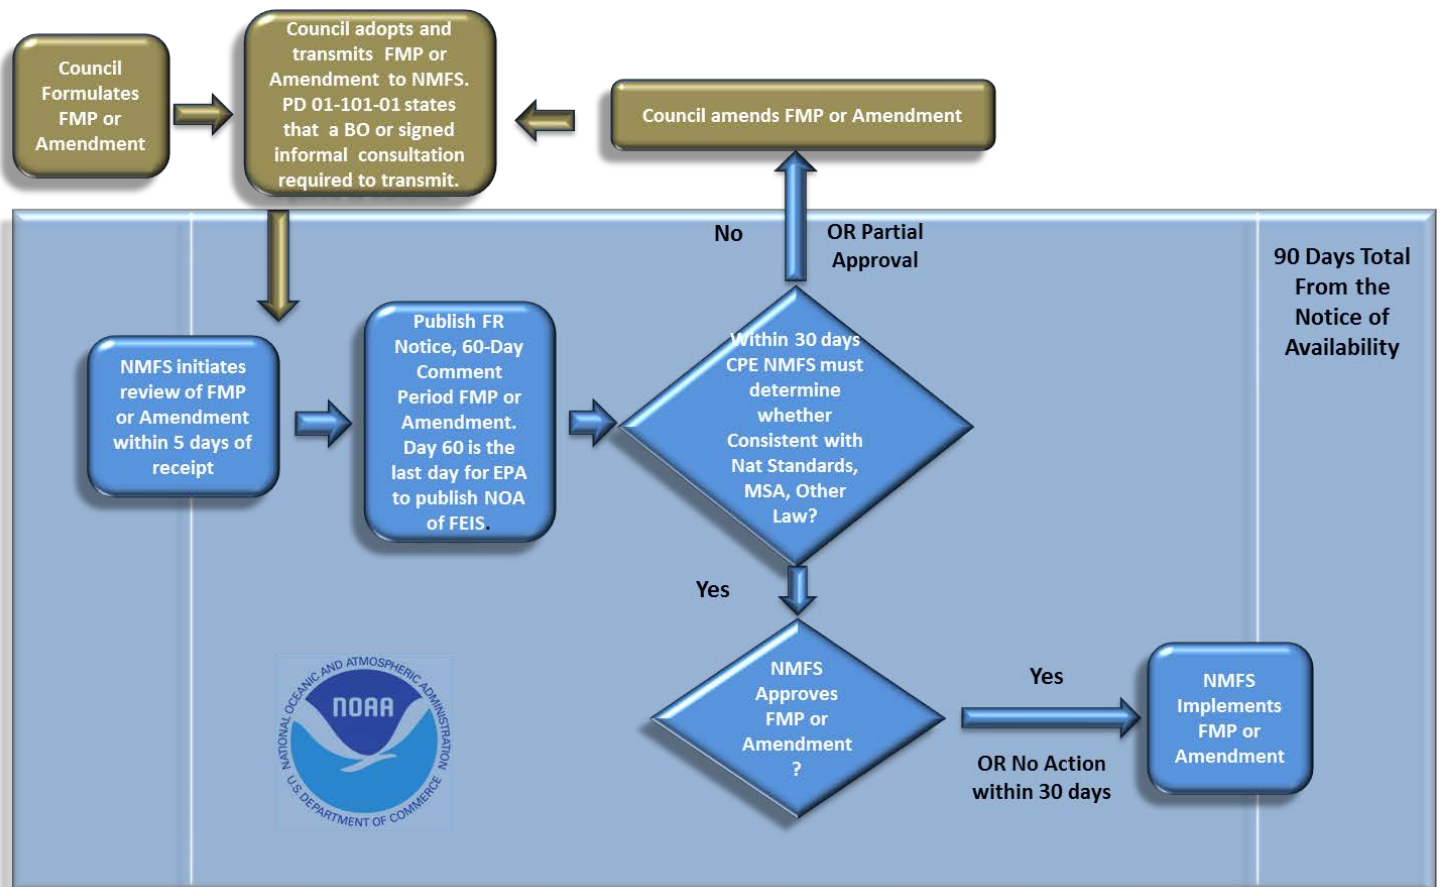 Council
Formulates
FMP or
Amendment
Council adopts and
transmits FMP or
Amendment to NMFS.
PD 01-101-01 states
that a BO or signed
informal consultation
required to transmit.
Council amends FMP or Amendment
No
OR Partial
Approval
90 Days Total
From the
Notice of
Availability
NMFS initiates
review of FMP
or Amendment
within 5 days of
receipt
Publish FR
Notice, 60-Day
Comment
Period FMP or
Amendment.
Day 60 is the
last day for EPA
to publish NOA
of FEIS.
Within 30 days
CPE NMFS must
determine
whether
Consistent with
Nat Standards,
MSA, Other
Law?
Yes
NMFS
Approves
FMP or
Amendment
?
Yes
OR No Action
within 30 days
NMFS
Implements
FMP or
Amendment
NATIONAL OCEANIC AND ATMOSPHERIC ADMINISTRATION
NOAA
U.S. DEPARTMENT OF COMMERCE